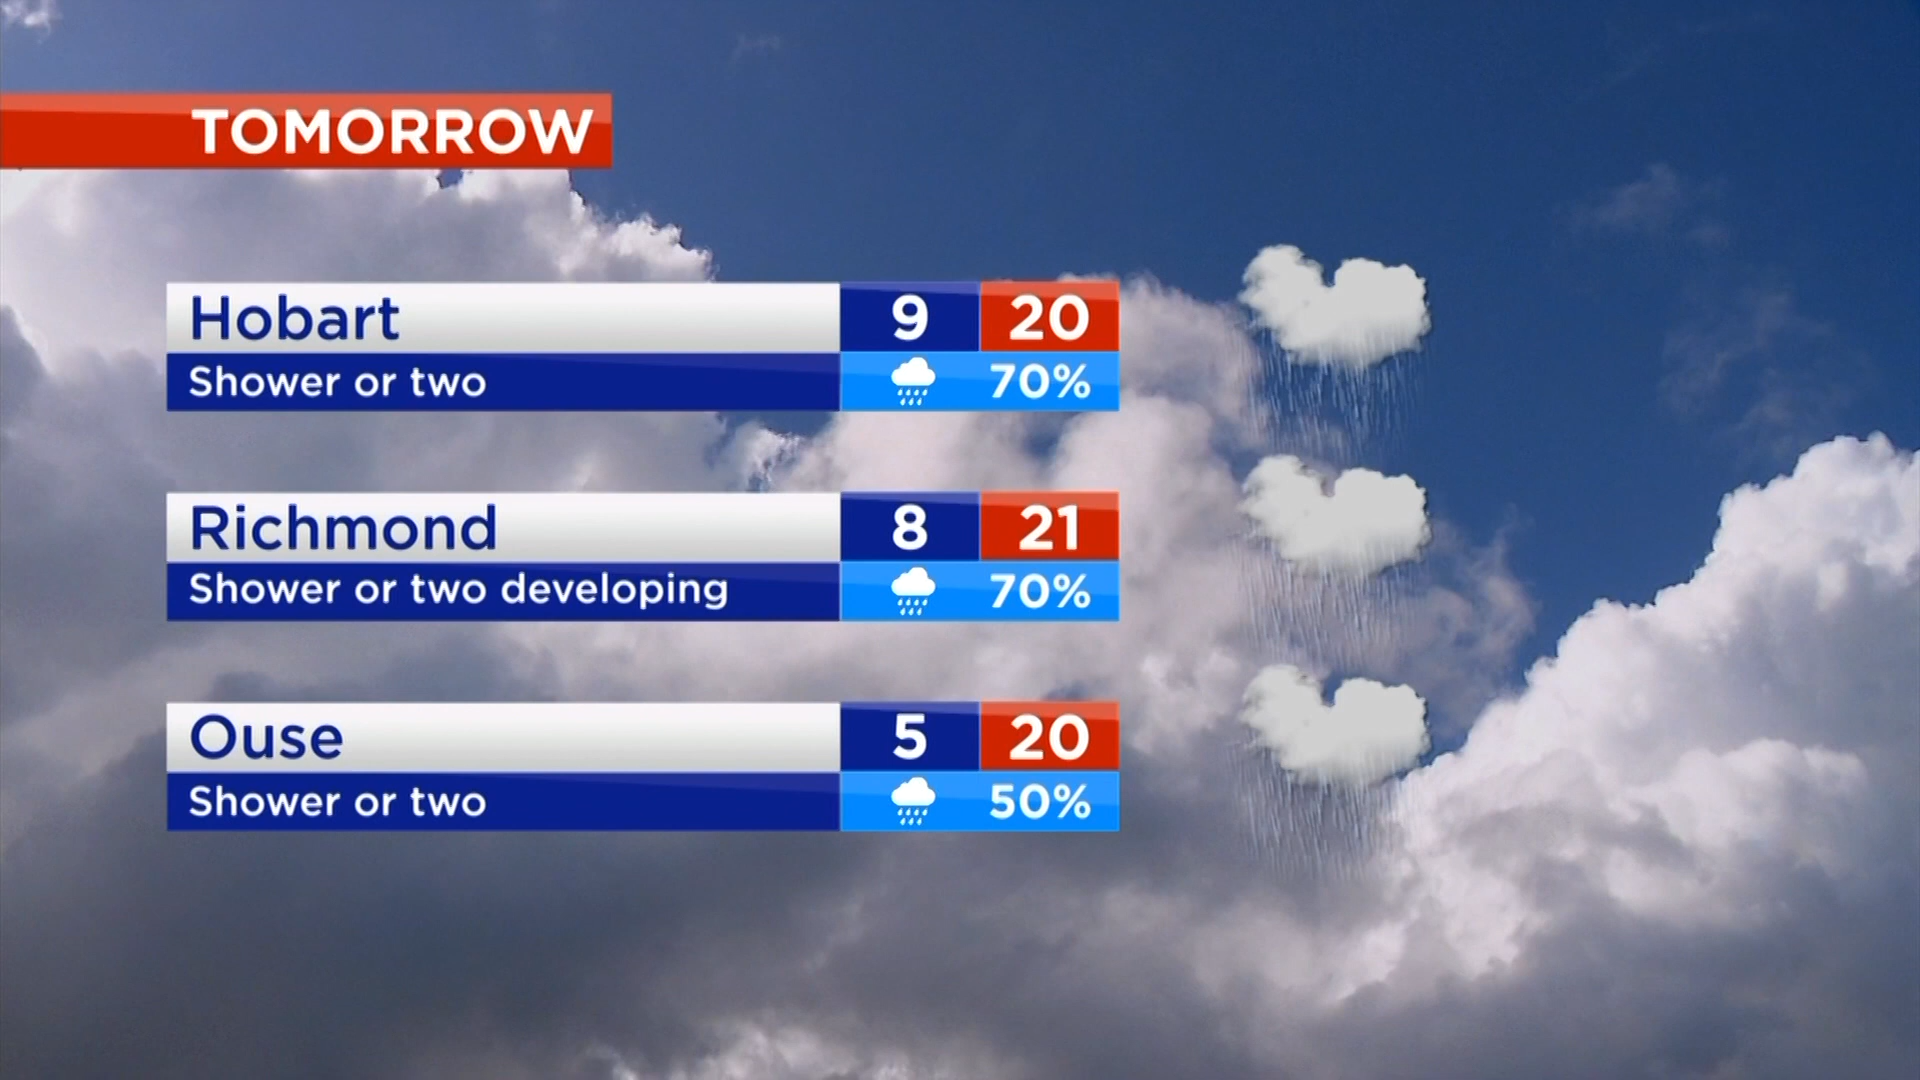 TOMORROW
Hobart 9 20
Shower or two 70%
Richmond 8 21
Shower or two developing 70%
Ouse 5 20
Shower or two 50%